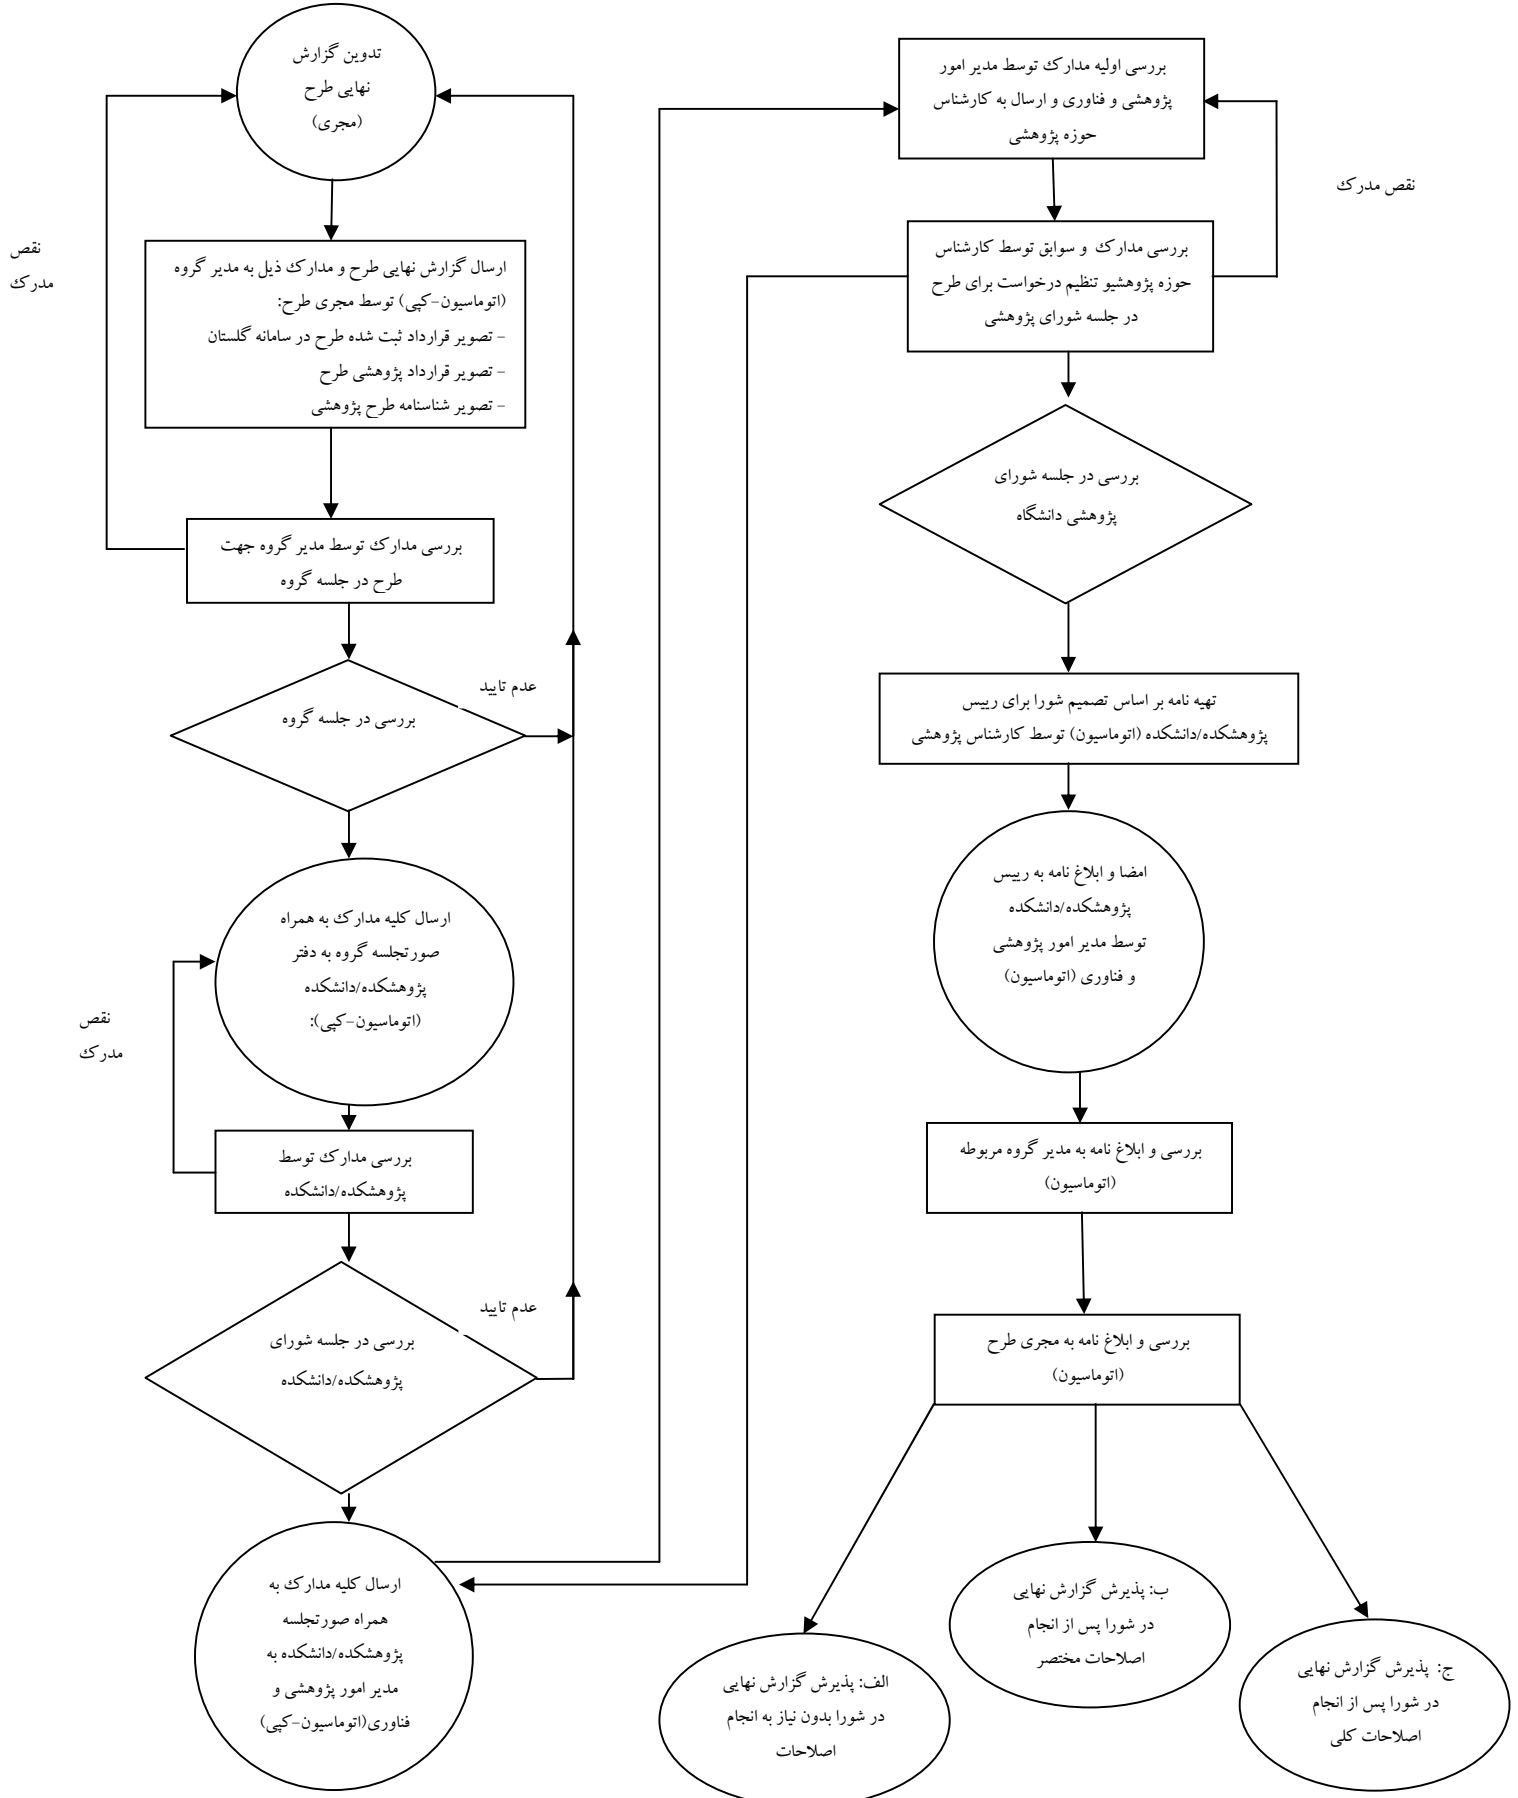 تدوین گزارش
نهایی طرح
(مجری)
نقص
مدرک
ارسال گزارش نهایی طرح و مدارک ذیل به مدیر گروه
(اتوماسیون-کپی) توسط مجری طرح:
- تصویر قرارداد ثبت شده طرح در سامانه گلستان
- تصویر قرارداد پژوهشی طرح
- تصویر شناسنامه طرح پژوهشی
بررسی مدارک توسط مدیر گروه جهت
طرح در جلسه گروه
عدم تایید
بررسی در جلسه گروه
ارسال کلیه مدارک به همراه
صورتجلسه گروه به دفتر
پژوهشکده/دانشکده
(اتوماسیون-کپی):
نقص
مدرک
بررسی مدارک توسط
پژوهشکده/دانشکده
عدم تایید
بررسی در جلسه شورای
پژوهشکده/دانشکده
ارسال کلیه مدارک به
همراه صورتجلسه
پژوهشکده/دانشکده به
مدیر امور پژوهشی و
فناوری(اتوماسیون-کپی)
بررسی اولیه مدارک توسط مدیر امور
پژوهشی و فناوری و ارسال به کارشناس
حوزه پژوهشی
نقص مدرک
بررسی مدارک و سوابق توسط کارشناس
حوزه پژوهشیو تنظیم درخواست برای طرح
در جلسه شورای پژوهشی
بررسی در جلسه شورای
پژوهشی دانشگاه
تهیه نامه بر اساس تصمیم شورا برای رییس
پژوهشکده/دانشکده (اتوماسیون) توسط کارشناس پژوهشی
امضا و ابلاغ نامه به رییس
پژوهشکده/دانشکده
توسط مدیر امور پژوهشی
و فناوری (اتوماسیون)
بررسی و ابلاغ نامه به مدیر گروه مربوطه
(اتوماسیون)
بررسی و ابلاغ نامه به مجری طرح
(اتوماسیون)
الف: پذیرش گزارش نهایی
در شورا بدون نیاز به انجام
اصلاحات
ب: پذیرش گزارش نهایی
در شورا پس از انجام
اصلاحات مختصر
ج: پذیرش گزارش نهایی
در شورا پس از انجام
اصلاحات کلی